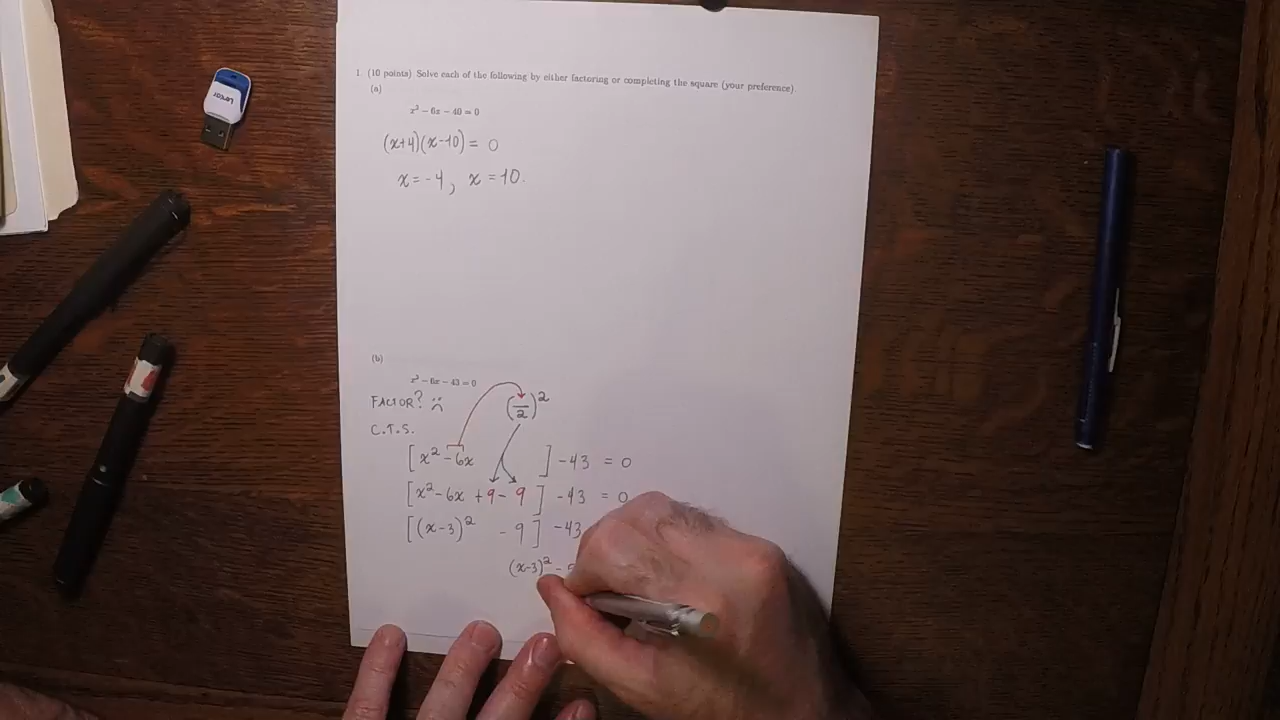 1. (10 points) Solve each of the following by either factoring or completing the square (your preference).
(a)
x² − 6x − 40 = 0
(x+4)(x-10) = 0
x = -4, x = 10.
(b)
x² − 6x − 43 = 0
FACTOR? :(
(—/2)²
C.T.S.
[x² - 6x ] - 43 = 0
[x² - 6x + 9 - 9] - 43 = 0
[(x-3)² - 9] - 43
(x-3)² -
Lexar